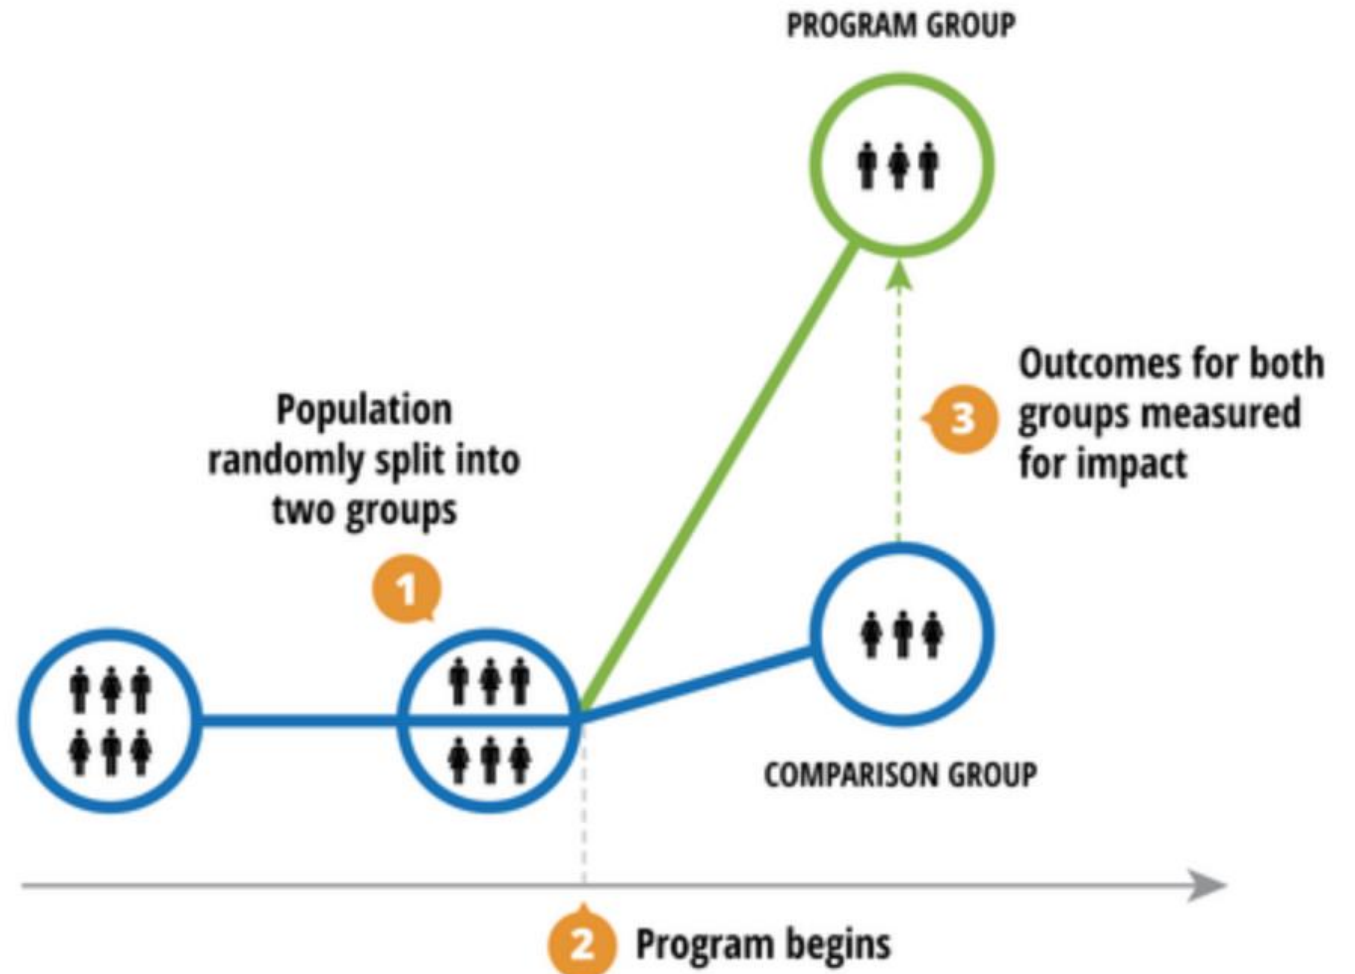 PROGRAM GROUP
Population
randomly split into
two groups
1
3
Outcomes for both
groups measured
for impact
COMPARISON GROUP
2
Program begins